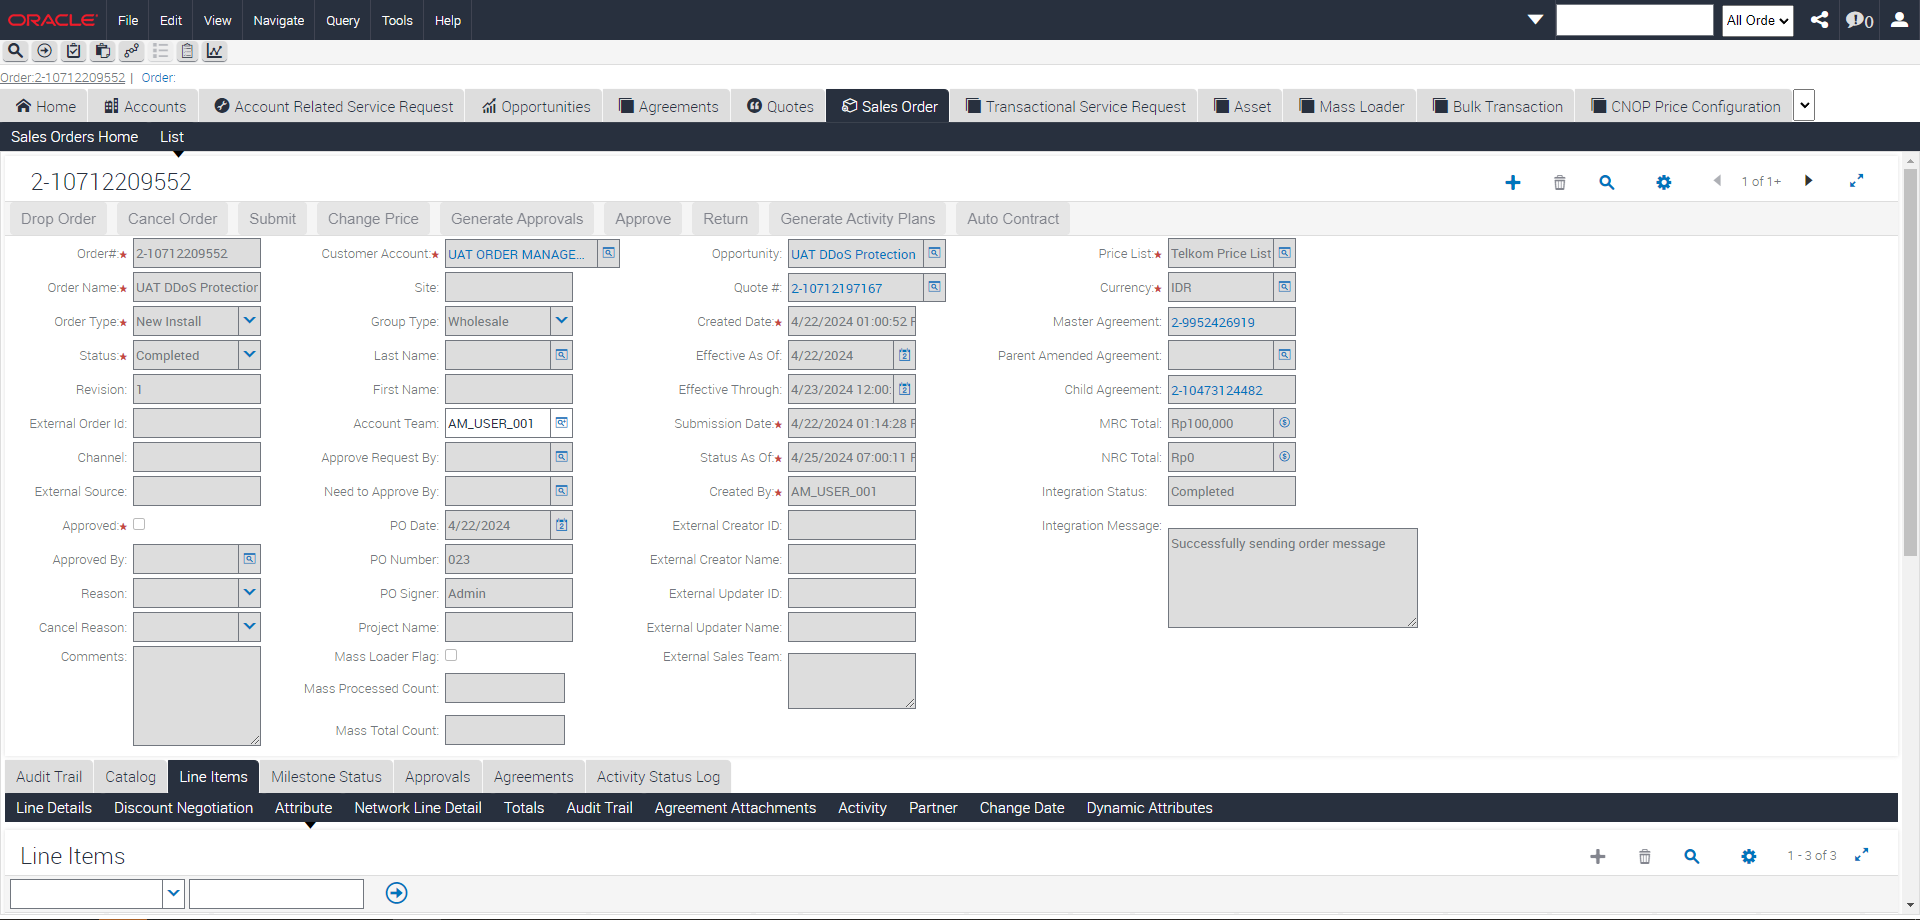 ORACLE File Edit View Navigate Query Tools Help All Orde 0
Order:2-10712209552 | Order:
Home Accounts Account Related Service Request Opportunities Agreements Quotes Sales Order Transactional Service Request Asset Mass Loader Bulk Transaction CNOP Price Configuration
Sales Orders Home List
2-10712209552 1 of 1+
Drop Order Cancel Order Submit Change Price Generate Approvals Approve Return Generate Activity Plans Auto Contract
Order#:* 2-10712209552 Customer Account:* UAT ORDER MANAGE... Opportunity: UAT DDoS Protection Price List:* Telkom Price List
Order Name:* UAT DDoS Protection Site: Quote #: 2-10712197167 Currency:* IDR
Order Type:* New Install Group Type: Wholesale Created Date:* 4/22/2024 01:00:52 Master Agreement: 2-9952426919
Status:* Completed Last Name: Effective As Of: 4/22/2024 Parent Amended Agreement:
Revision: 1 First Name: Effective Through: 4/23/2024 12:00: Child Agreement: 2-10473124482
External Order Id: Account Team: AM_USER_001 Submission Date:* 4/22/2024 01:14:28 MRC Total: Rp100,000
Channel: Approve Request By: Status As Of:* 4/25/2024 07:00:11 NRC Total: Rp0
External Source: Need to Approve By: Created By:* AM_USER_001 Integration Status: Completed
Approved:* PO Date: 4/22/2024 External Creator ID: Integration Message: Successfully sending order message
Approved By: PO Number: 023 External Creator Name:
Reason: PO Signer: Admin External Updater ID:
Cancel Reason: Project Name: External Updater Name:
Comments: Mass Loader Flag: External Sales Team:
Mass Processed Count:
Mass Total Count:
Audit Trail Catalog Line Items Milestone Status Approvals Agreements Activity Status Log
Line Details Discount Negotiation Attribute Network Line Detail Totals Audit Trail Agreement Attachments Activity Partner Change Date Dynamic Attributes
Line Items 1 - 3 of 3